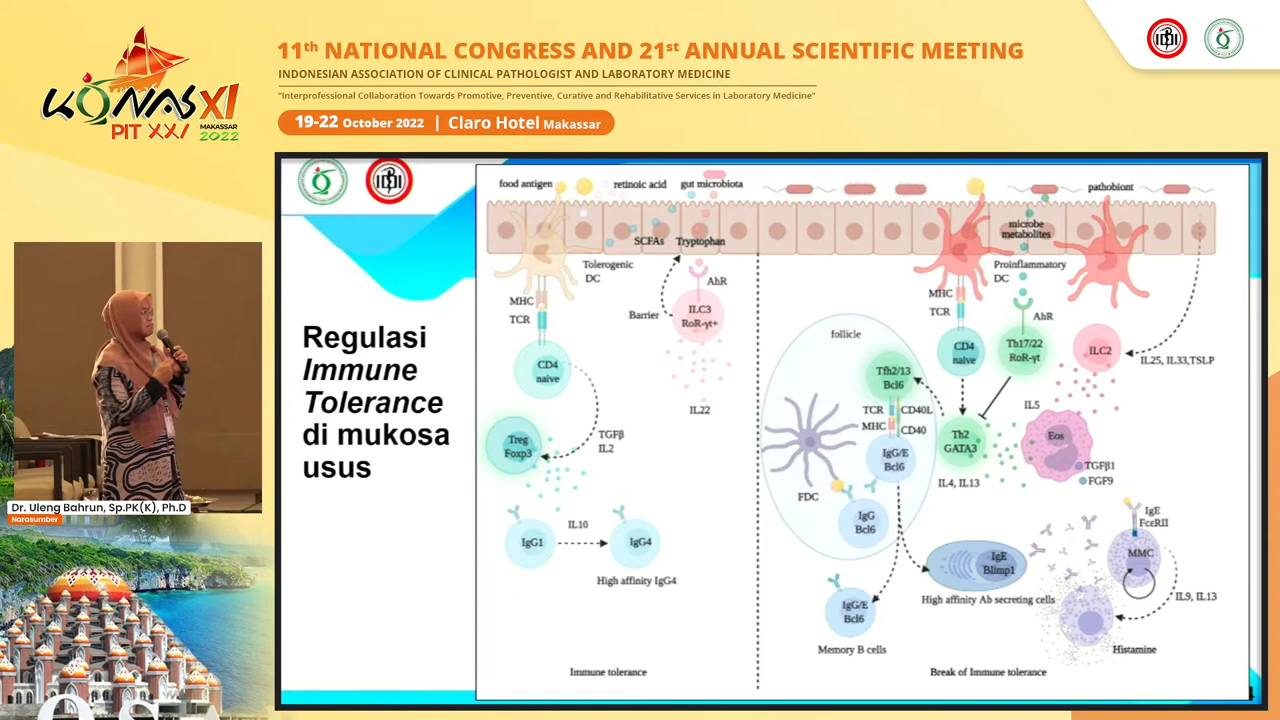 KONAS XI
PIT XXI
MAKASSAR
2022
11th NATIONAL CONGRESS AND 21st ANNUAL SCIENTIFIC MEETING
INDONESIAN ASSOCIATION OF CLINICAL PATHOLOGIST AND LABORATORY MEDICINE
"Interprofessional Collaboration Towards Promotive, Preventive, Curative and Rehabilitative Services in Laboratory Medicine"
19-22 October 2022 | Claro Hotel Makassar
Dr. Uleng Bahrun, Sp.PK(K), Ph.D
Narasumber
Regulasi
Immune
Tolerance
di mukosa
usus
food antigen
retinoic acid
gut microbiota
SCFAs
Tryptophan
Tolerogenic
DC
AhR
MHC
TCR
Barrier
ILC3
RoR-γt+
CD4
naive
IL22
Treg
Foxp3
TGFβ
IL2
IL10
IgG1
IgG4
High affinity IgG4
Immune tolerance
pathobiont
microbe
metabolites
Proinflammatory
DC
MHC
TCR
AhR
follicle
CD4
naive
Th17/22
RoR-γt
ILC2
IL25, IL33,TSLP
Tfh2/13
Bcl6
TCR
CD40L
MHC
CD40
IL5
Th2
GATA3
Eos
IgG/E
Bcl6
IL4, IL13
TGFβ1
FGF9
FDC
IgG
Bcl6
IgE
FcεRII
MMC
IgE
Blimp1
High affinity Ab secreting cells
IL9, IL13
IgG/E
Bcl6
Memory B cells
Histamine
Break of Immune tolerance